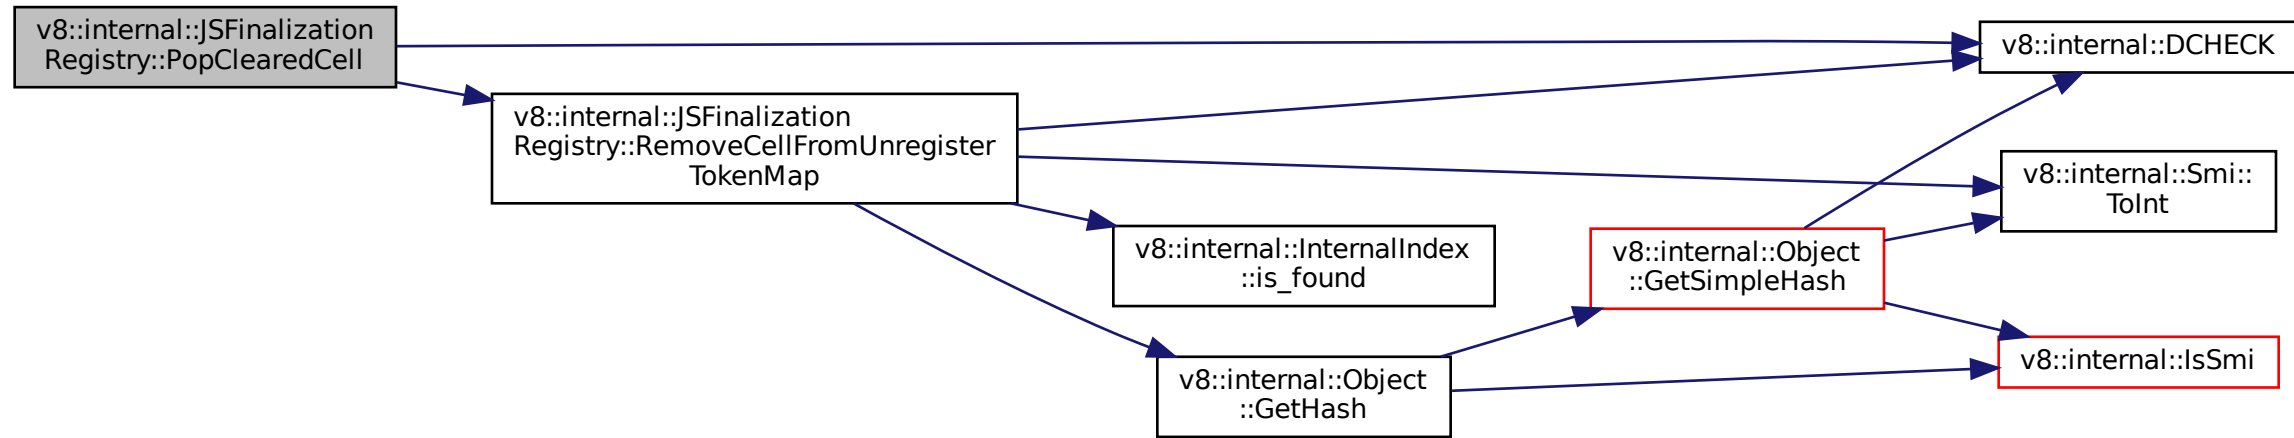 v8::internal::JSFinalization
Registry::PopClearedCell
v8::internal::JSFinalization
Registry::RemoveCellFromUnregister
TokenMap
v8::internal::InternalIndex
::is_found
v8::internal::Object
::GetHash
v8::internal::Object
::GetSimpleHash
v8::internal::DCHECK
v8::internal::Smi::
ToInt
v8::internal::IsSmi